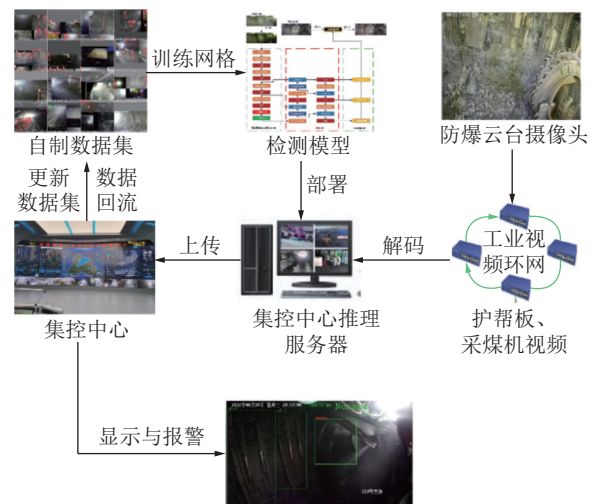 训练网格
自制数据集
检测模型
防爆云台摄像头
更新
数据集
数据
回流
部署
上传
解码
工业视
频环网
集控中心
集控中心推理
服务器
护帮板、
采煤机视频
显示与报警